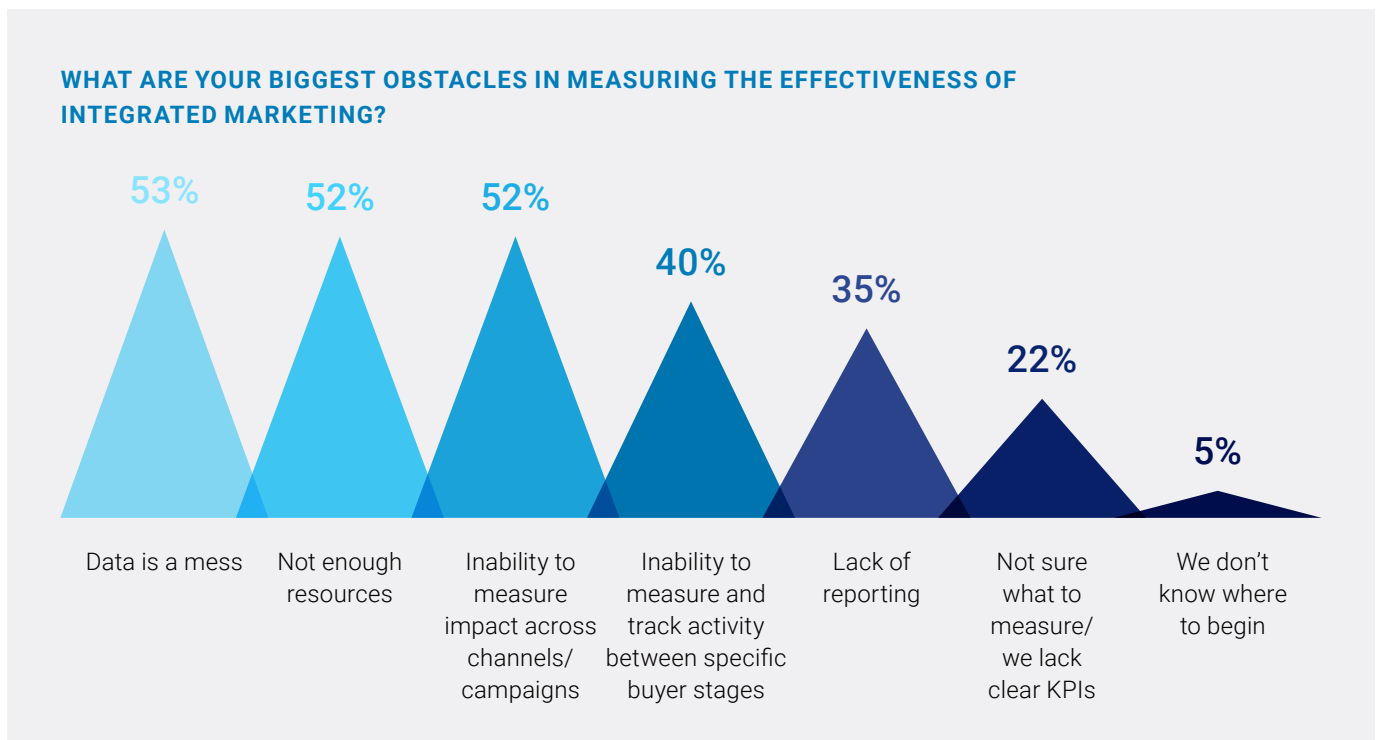 WHAT ARE YOUR BIGGEST OBSTACLES IN MEASURING THE EFFECTIVENESS OF
INTEGRATED MARKETING?
53%
52%
52%
40%
35%
22%
5%
Data is a mess
Not enough
resources
Inability to
measure
impact across
channels/
campaigns
Inability to
measure and
track activity
between specific
buyer stages
Lack of
reporting
Not sure
what to
measure/
we lack
clear KPIs
We don’t
know where
to begin